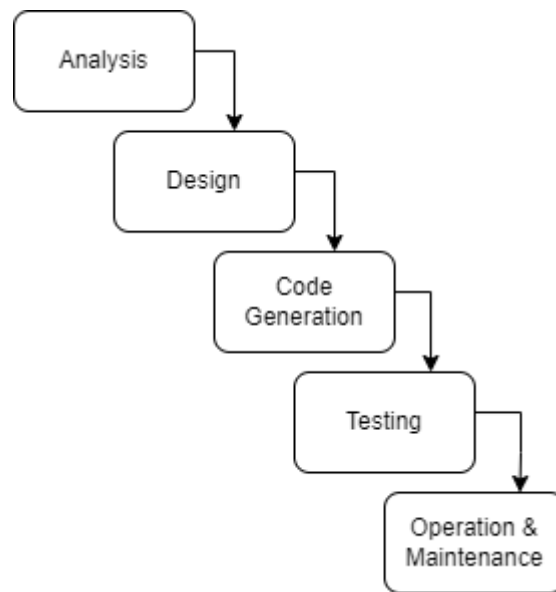 Analysis
Design
Code
Generation
Testing
Operation &
Maintenance